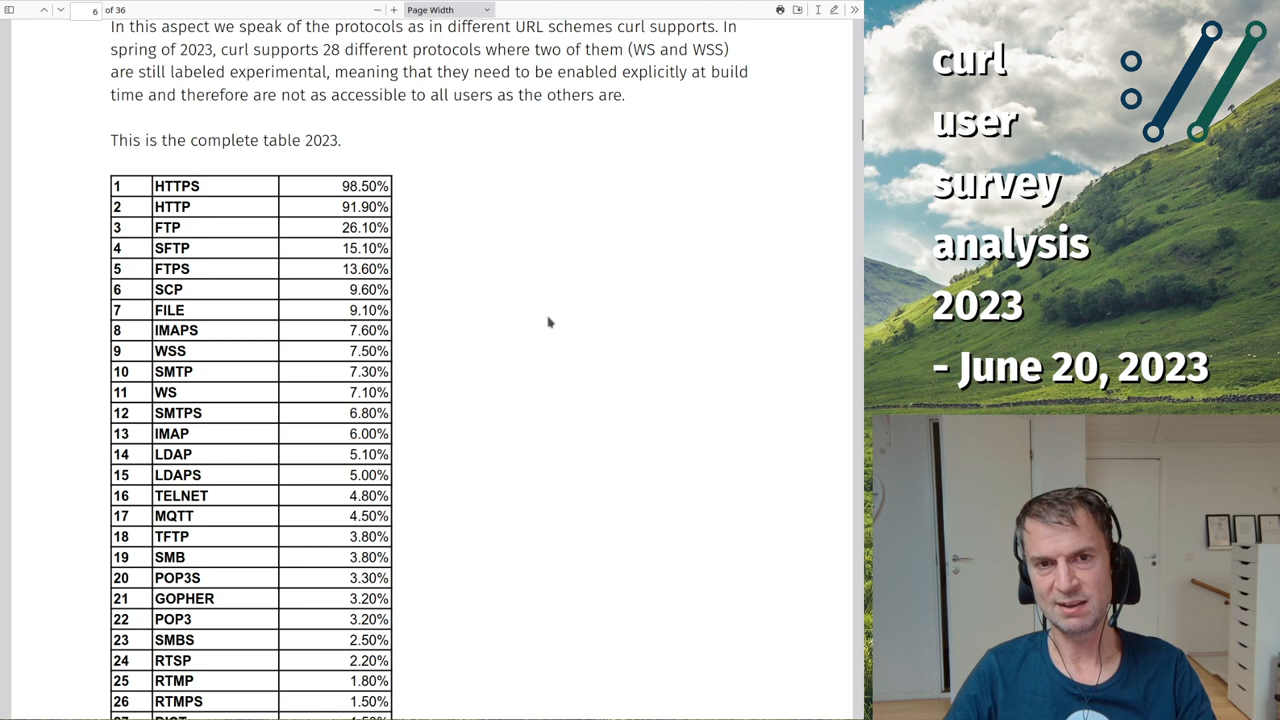 6 of 36
Page Width
In this aspect we speak of the protocols as in different URL schemes curl supports. In
spring of 2023, curl supports 28 different protocols where two of them (WS and WSS)
are still labeled experimental, meaning that they need to be enabled explicitly at build
time and therefore are not as accessible to all users as the others are.
This is the complete table 2023.
1 HTTPS 98.50%
2 HTTP 91.90%
3 FTP 26.10%
4 SFTP 15.10%
5 FTPS 13.60%
6 SCP 9.60%
7 FILE 9.10%
8 IMAPS 7.60%
9 WSS 7.50%
10 SMTP 7.30%
11 WS 7.10%
12 SMTPS 6.80%
13 IMAP 6.00%
14 LDAP 5.10%
15 LDAPS 5.00%
16 TELNET 4.80%
17 MQTT 4.50%
18 TFTP 3.80%
19 SMB 3.80%
20 POP3S 3.30%
21 GOPHER 3.20%
22 POP3 3.20%
23 SMBS 2.50%
24 RTSP 2.20%
25 RTMP 1.80%
26 RTMPS 1.50%
curl
user
survey
analysis
2023
- June 20, 2023